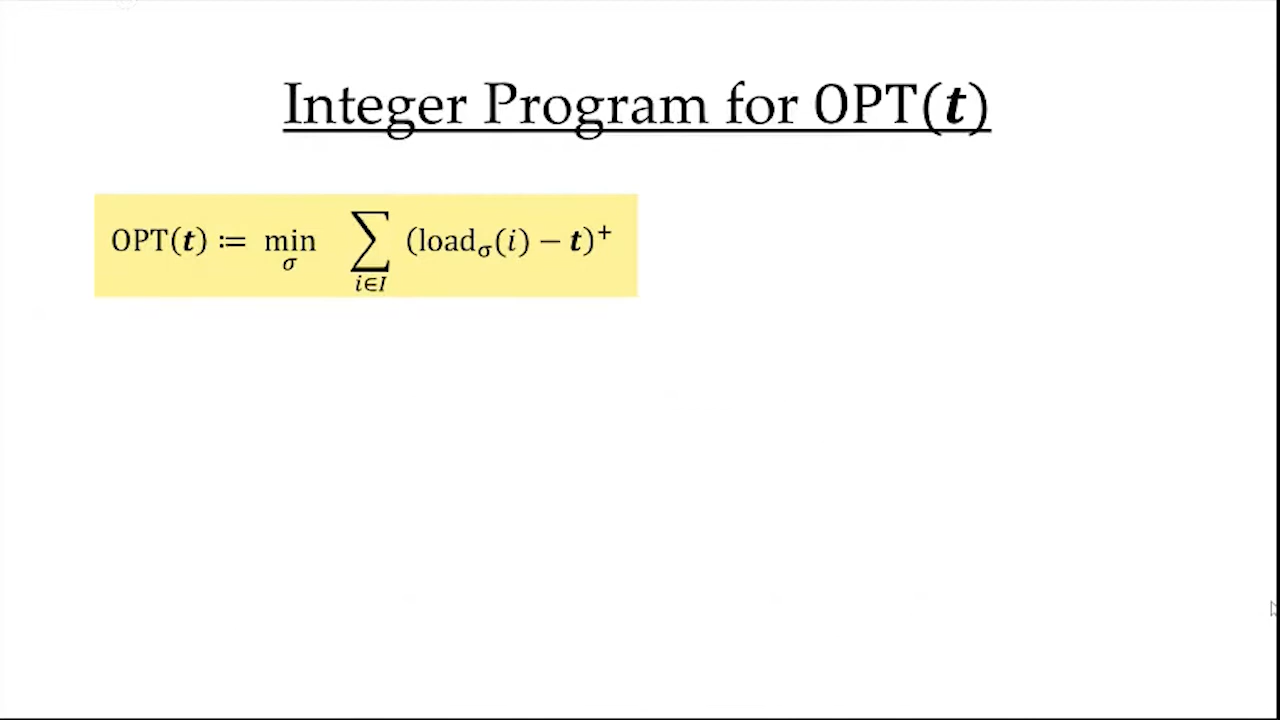 Integer Program for OPT(t)
OPT(t) ≔ min_σ ∑_{i∈I} (load_σ(i) − t)⁺